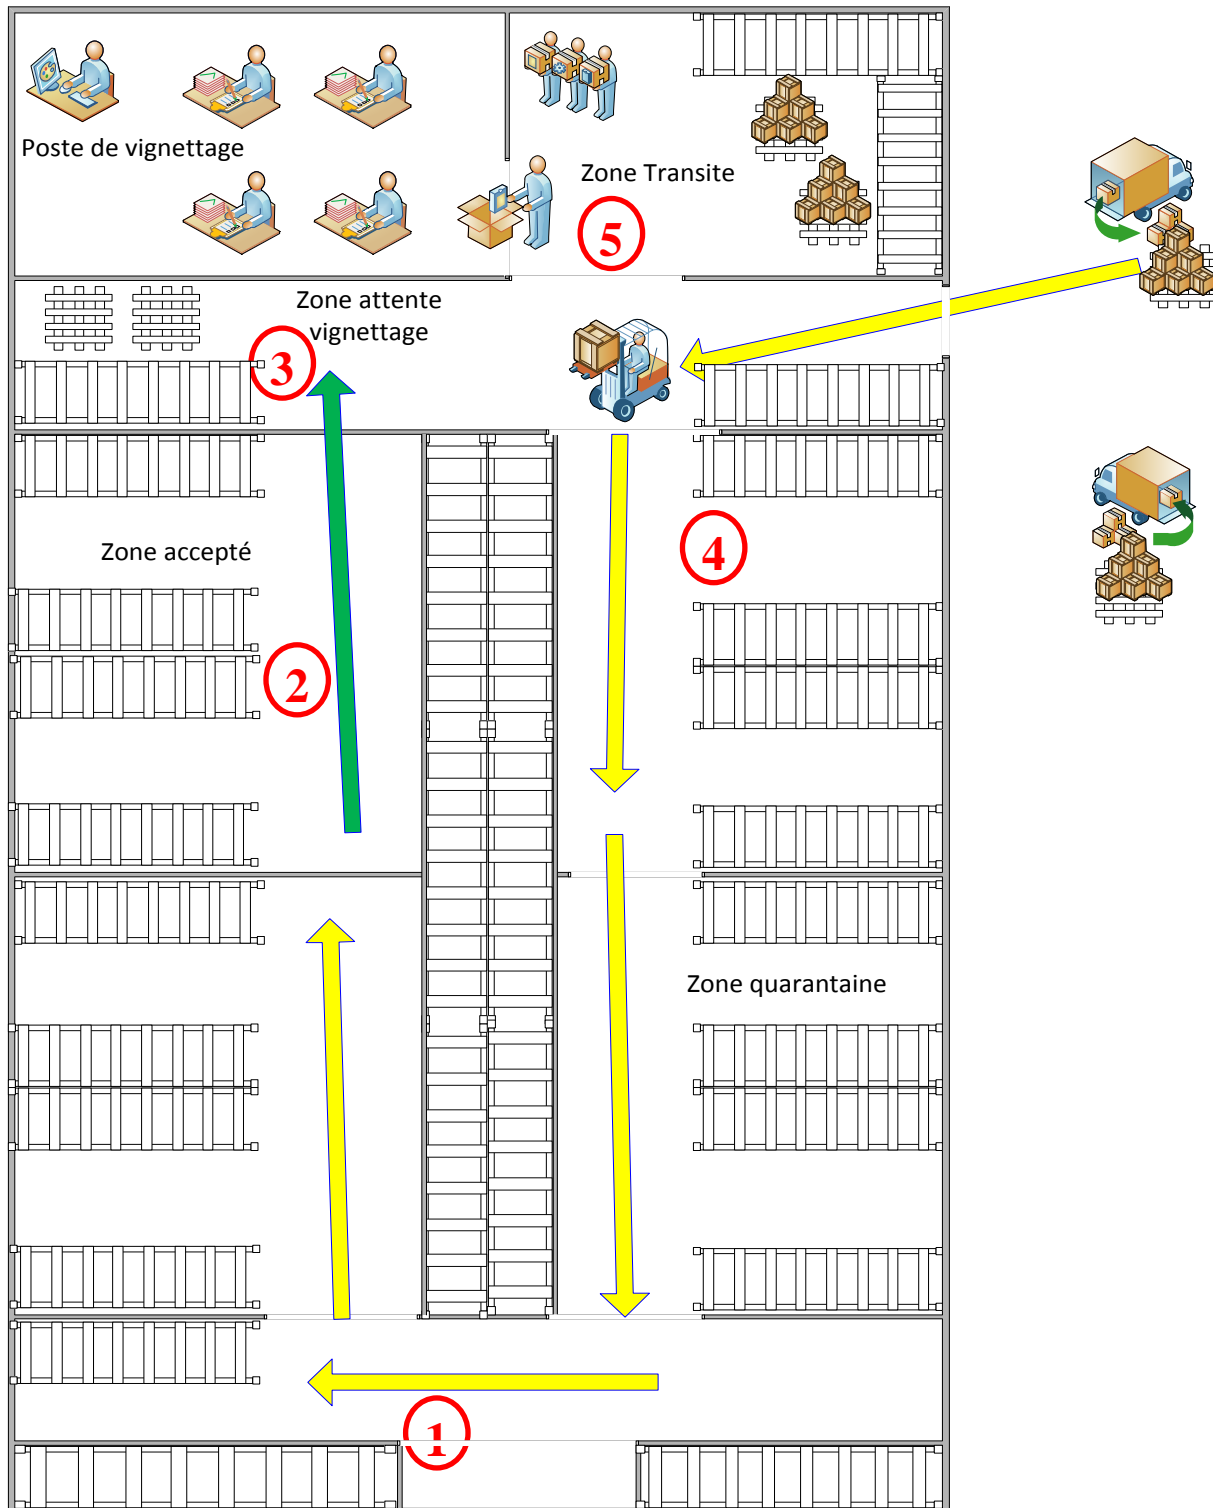 Poste de vignettage
Zone Transite
5
Zone attente
vignettage
3
4
Zone accepté
2
Zone quarantaine
1